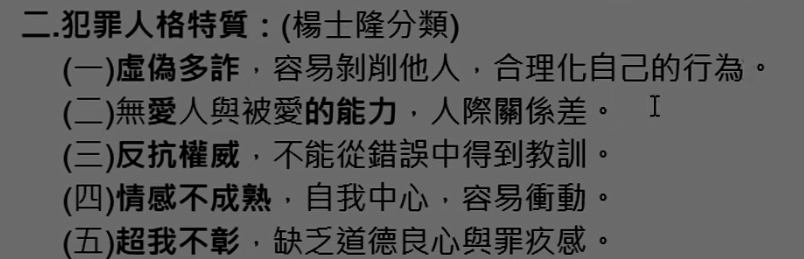 二.犯罪人格特質：(楊士隆分類)
(一)虛偽多詐，容易剝削他人，合理化自己的行為。
(二)無愛人與被愛的能力，人際關係差。
(三)反抗權威，不能從錯誤中得到教訓。
(四)情感不成熟，自我中心，容易衝動。
(五)超我不彰，缺乏道德良心與罪疚感。